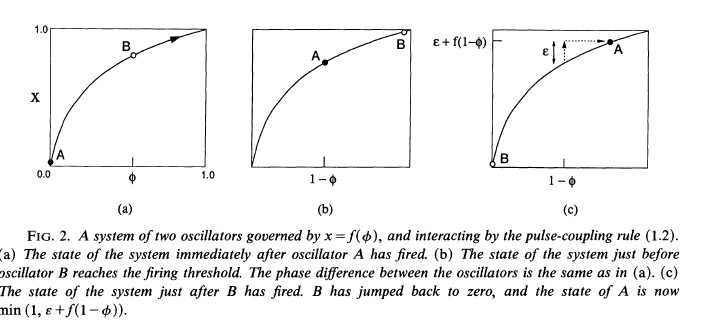 1.0
B
X
A
0.0
ϕ
1.0
(a)
A
B
1-ϕ
(b)
ε+f(1-ϕ)
ε
A
B
1-ϕ
(c)
FIG. 2. A system of two oscillators governed by x = f(ϕ), and interacting by the pulse-coupling rule (1.2).
(a) The state of the system immediately after oscillator A has fired. (b) The state of the system just before
oscillator B reaches the firing threshold. The phase difference between the oscillators is the same as in (a). (c)
The state of the system just after B has fired. B has jumped back to zero, and the state of A is now
min (1, ε+f(1-ϕ)).